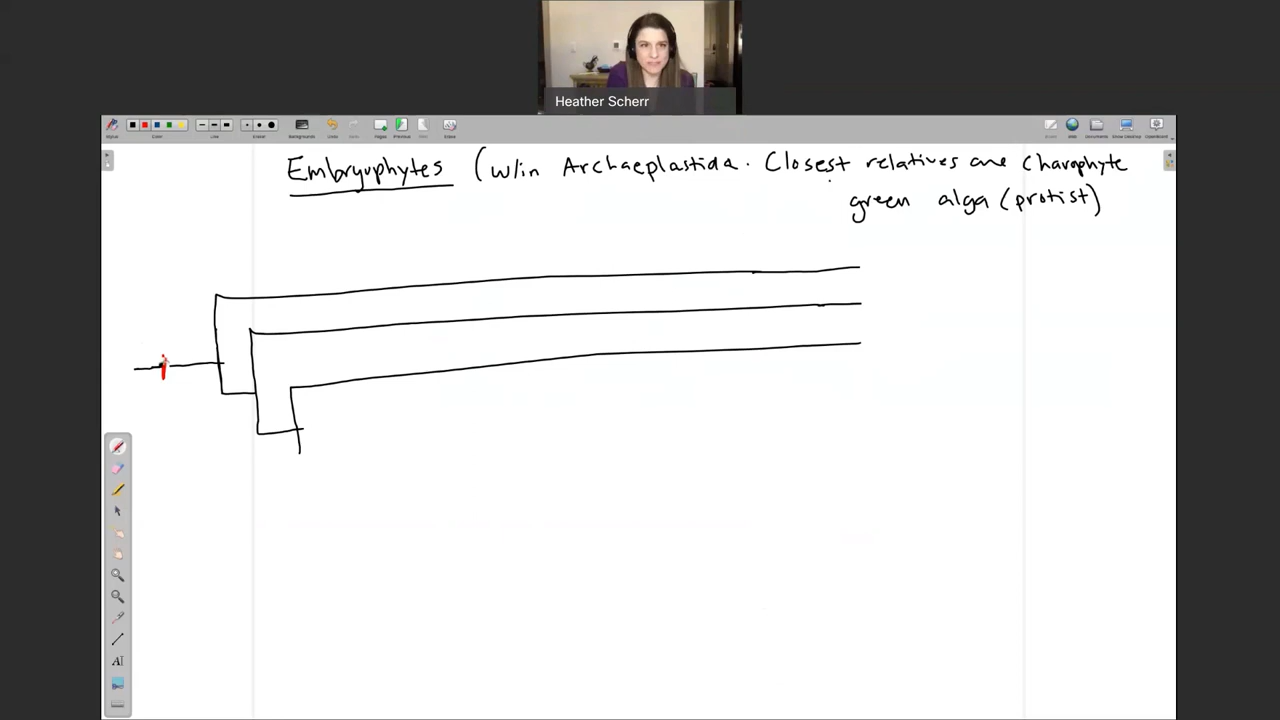 Heather Scherr
Embryophytes (w/in Archaeplastida. Closest relatives are Charophyte
green alga (protist)